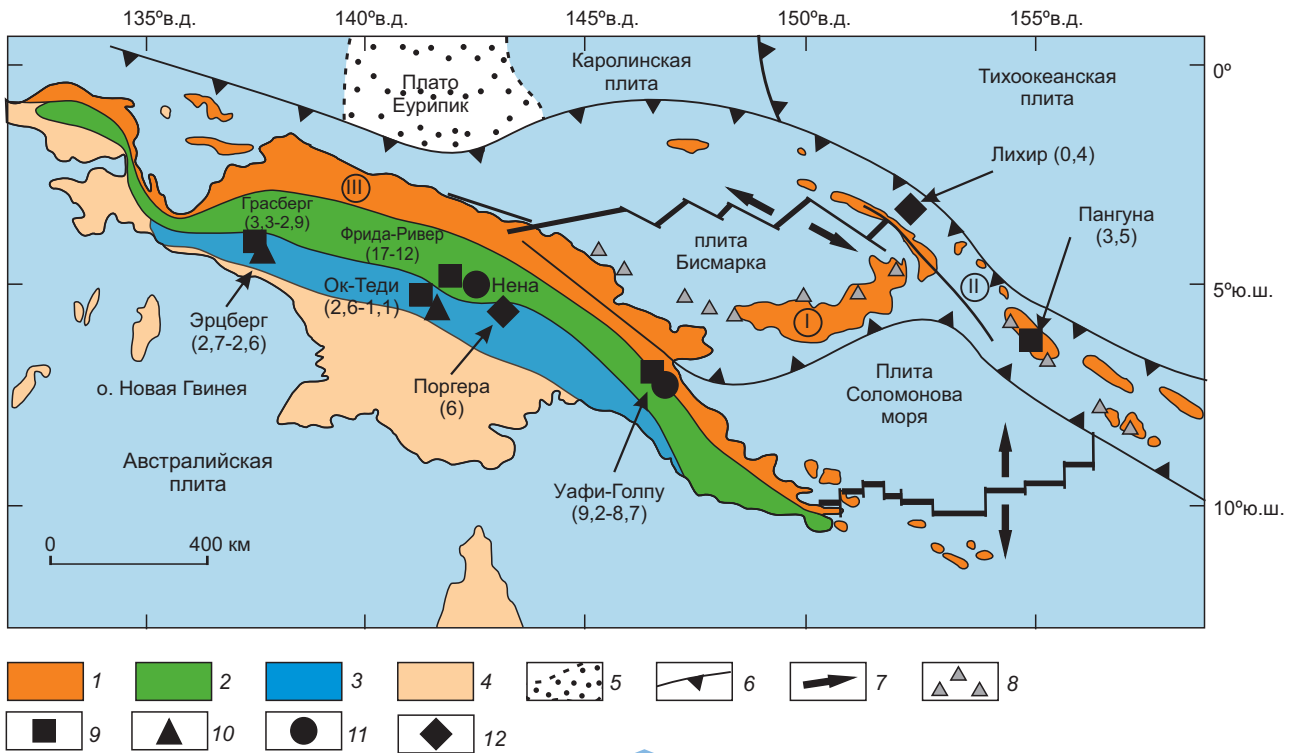 135ºв.д.
140ºв.д.
145ºв.д.
150ºв.д.
155ºв.д.
Плато
Еурипик
Каролинская
плита
Тихоокеанская
плита
0º
Лихир (0,4)
Пангуна
(3,5)
III
Грасберг
(3,3-2,9)
Фрида-Ривер
(17-12)
плита
Бисмарка
Ок-Теди
(2,6-1,1)
Нена
II
5ºю.ш.
I
Эрцберг
(2,7-2,6)
о. Новая Гвинея
Поргера
(6)
Плита
Соломонова
моря
Австралийская
плита
Уафи-Голпу
(9,2-8,7)
10ºю.ш.
0
400 км
1
2
3
4
5
6
7
8
9
10
11
12